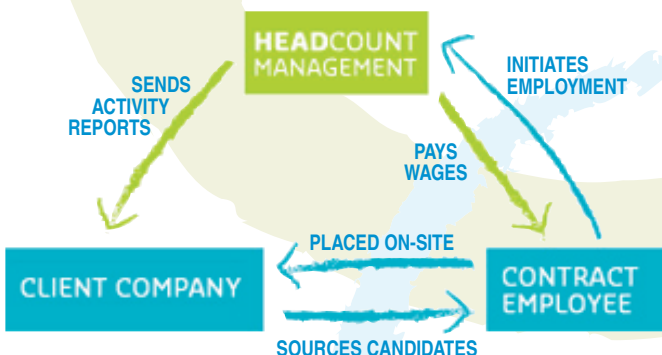 HEADCOUNT
MANAGEMENT
SENDS
ACTIVITY
REPORTS
INITIATES
EMPLOYMENT
PAYS
WAGES
PLACED ON-SITE
CLIENT COMPANY
CONTRACT
EMPLOYEE
SOURCES CANDIDATES